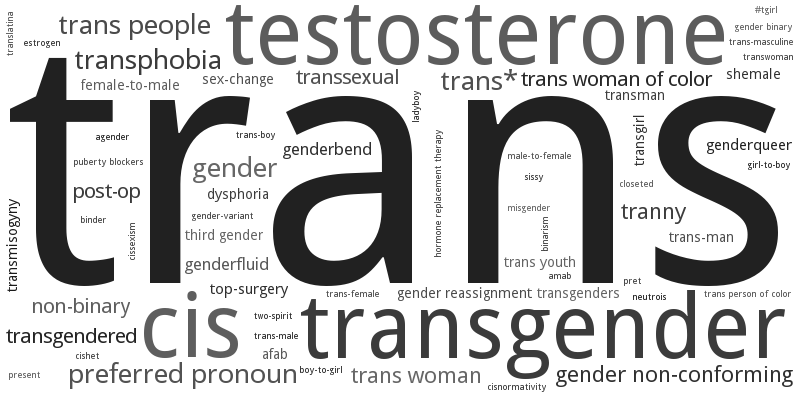 translatina
trans people
testosterone
#tgirl
gender binary
estrogen
trans-masculine
transphobia
transwoman
female-to-male
sex-change
transsexual
trans*
trans woman of color
shemale
transman
trans
ladyboy
agender
trans-boy
genderbend
hormone replacement therapy
transgirl
genderqueer
puberty blockers
gender
male-to-female
girl-to-boy
sissy
closeted
post-op
dysphoria
misgender
tranny
binder
gender-variant
cissexism
third gender
binarism
trans-man
transmisogyny
genderfluid
trans youth
amab
pret
top-surgery
trans-female
gender reassignment
transgenders
neutrois
trans person of color
non-binary
cis
two-spirit
transgender
transgendered
trans-male
cishet
afab
present
preferred pronoun
boy-to-girl
trans woman
cisnormativity
gender non-conforming